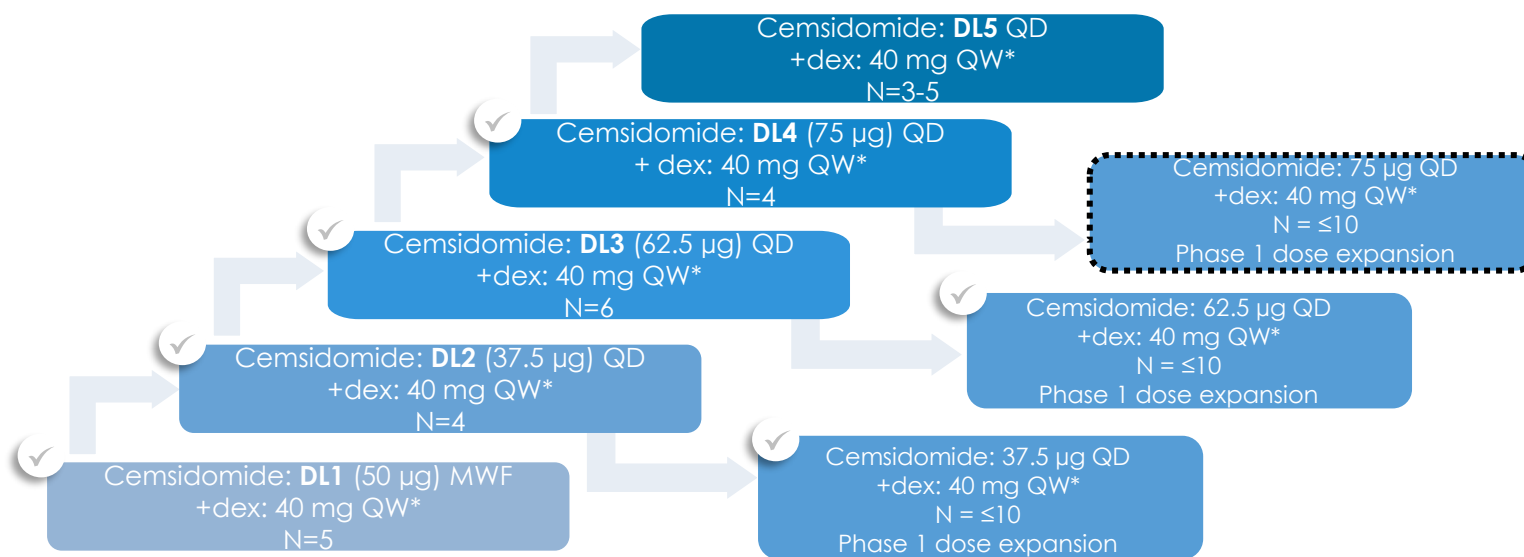 Cemsidomide: DL5 QD
+dex: 40 mg QW*
N=3-5
Cemsidomide: DL4 (75 µg) QD
+ dex: 40 mg QW*
N=4
Cemsidomide: 75 µg QD
+dex: 40 mg QW*
N = ≤10
Phase 1 dose expansion
Cemsidomide: DL3 (62.5 µg) QD
+dex: 40 mg QW*
N=6
Cemsidomide: 62.5 µg QD
+dex: 40 mg QW*
N = ≤10
Phase 1 dose expansion
Cemsidomide: DL2 (37.5 µg) QD
+dex: 40 mg QW*
N=4
Cemsidomide: 37.5 µg QD
+dex: 40 mg QW*
N = ≤10
Phase 1 dose expansion
Cemsidomide: DL1 (50 µg) MWF
+dex: 40 mg QW*
N=5